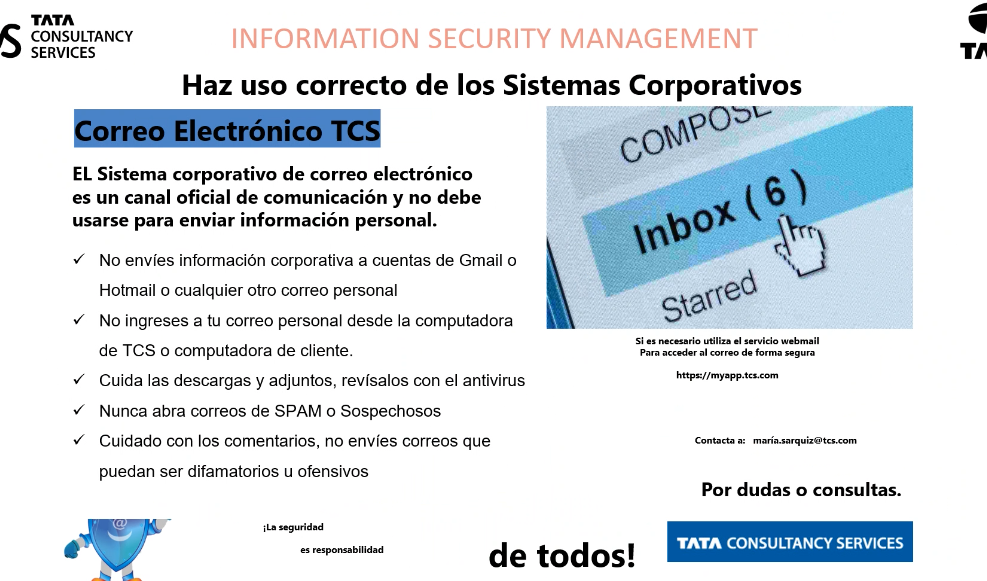 TATA
CONSULTANCY
SERVICES
INFORMATION SECURITY MANAGEMENT
Haz uso correcto de los Sistemas Corporativos
Correo Electrónico TCS
EL Sistema corporativo de correo electrónico
es un canal oficial de comunicación y no debe
usarse para enviar información personal.
✓ No envíes información corporativa a cuentas de Gmail o
Hotmail o cualquier otro correo personal
✓ No ingreses a tu correo personal desde la computadora
de TCS o computadora de cliente.
✓ Cuida las descargas y adjuntos, revísalos con el antivirus
✓ Nunca abra correos de SPAM o Sospechosos
✓ Cuidado con los comentarios, no envíes correos que
puedan ser difamatorios u ofensivos
COMPOSE
Inbox ( 6 )
Starred
Si es necesario utiliza el servicio webmail
Para acceder al correo de forma segura
https://myapp.tcs.com
Contacta a: maría.sarquiz@tcs.com
Por dudas o consultas.
@
¡La seguridad
es responsabilidad
de todos!
TATA CONSULTANCY SERVICES